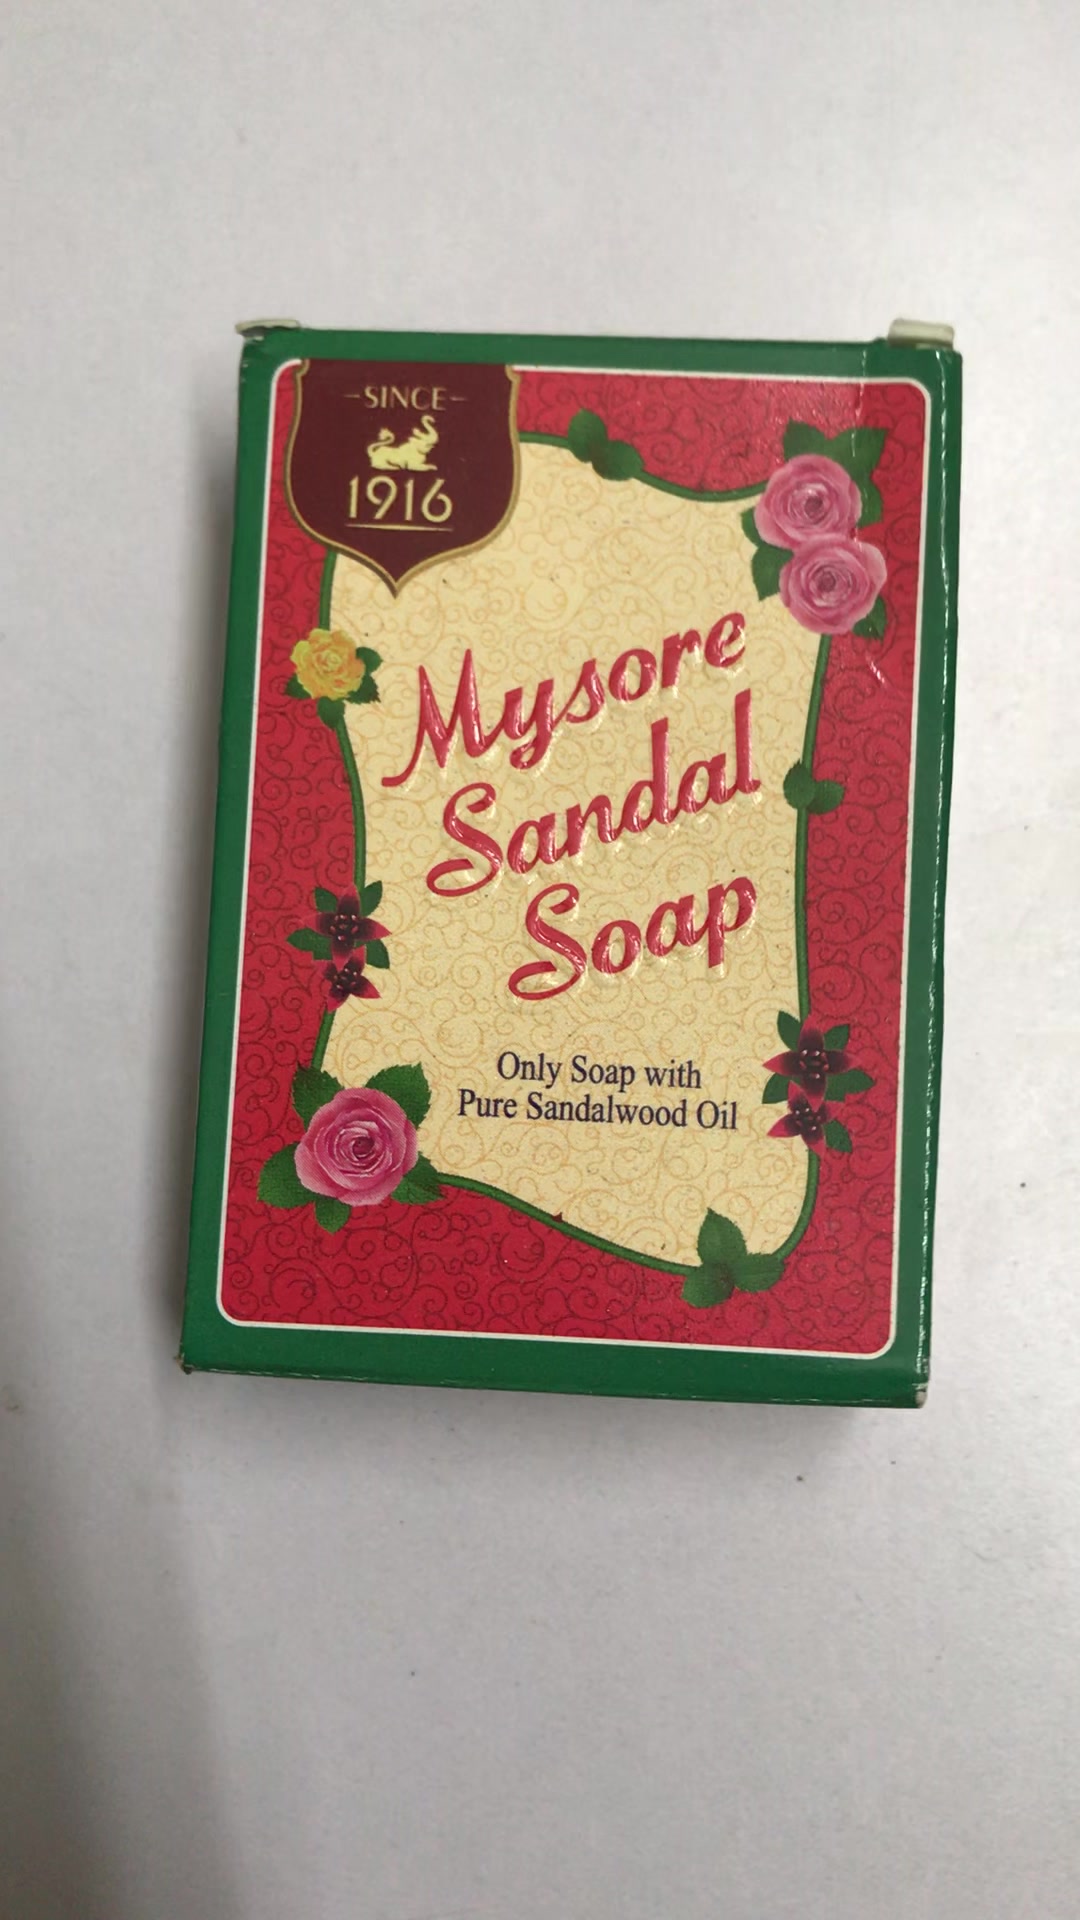 -SINCE-
1916
Mysore
Sandal
Soap
Only Soap with
Pure Sandalwood Oil